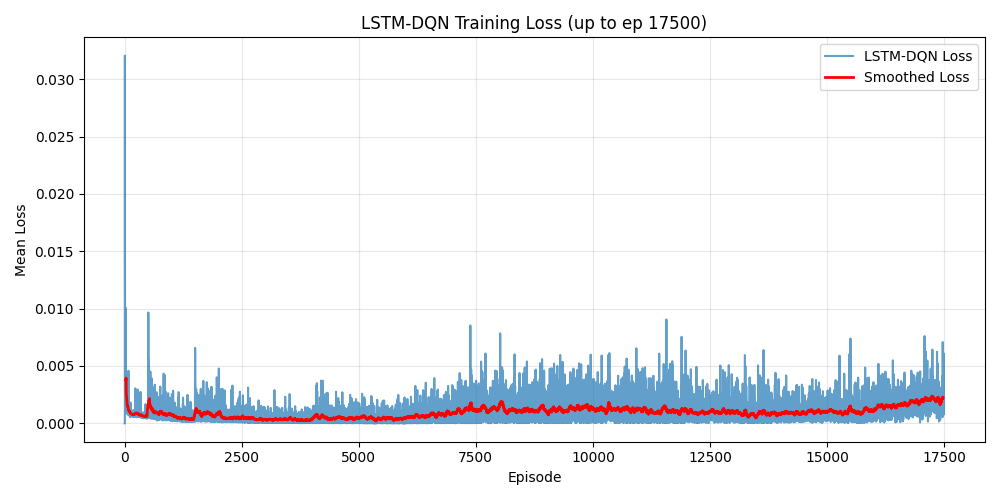 LSTM-DQN Training Loss (up to ep 17500)
LSTM-DQN Loss
Smoothed Loss
Mean Loss
0.030
0.025
0.020
0.015
0.010
0.005
0.000
0 2500 5000 7500 10000 12500 15000 17500
Episode